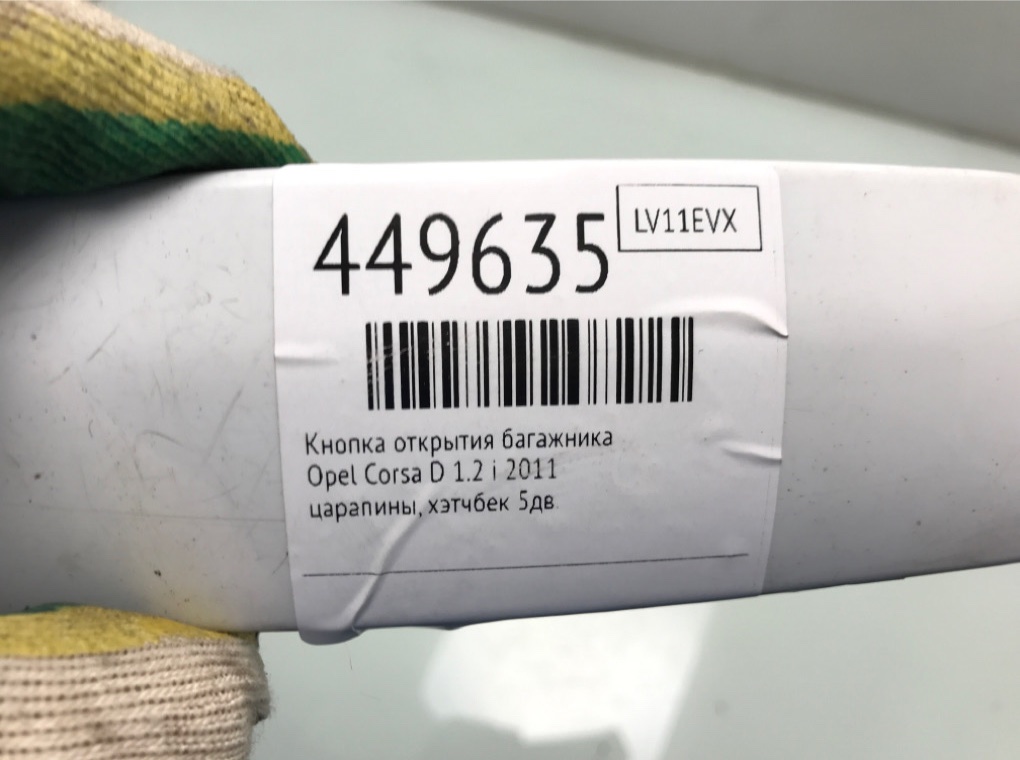 449635
LV11EVX
Кнопка открытия багажника
Opel Corsa D 1.2 i 2011
царапины, хэтчбек 5дв.